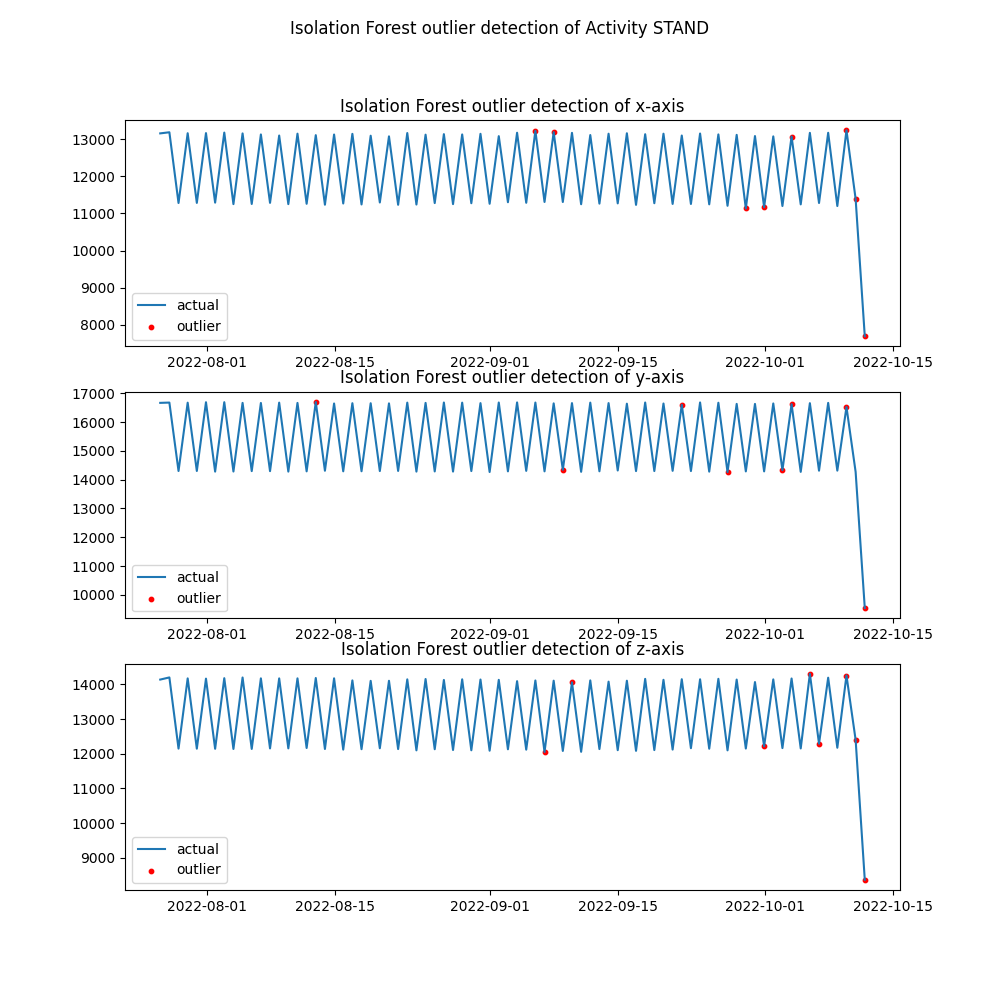 Isolation Forest outlier detection of Activity STAND
Isolation Forest outlier detection of x-axis
13000
12000
11000
10000
9000
8000
actual
outlier
2022-08-01 2022-08-15 2022-09-01 2022-09-15 2022-10-01 2022-10-15
Isolation Forest outlier detection of y-axis
17000
16000
15000
14000
13000
12000
11000
10000
actual
outlier
2022-08-01 2022-08-15 2022-09-01 2022-09-15 2022-10-01 2022-10-15
Isolation Forest outlier detection of z-axis
14000
13000
12000
11000
10000
9000
actual
outlier
2022-08-01 2022-08-15 2022-09-01 2022-09-15 2022-10-01 2022-10-15